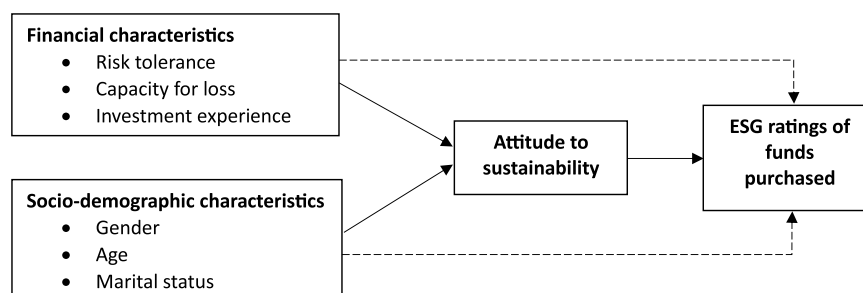 Financial characteristics
● Risk tolerance
● Capacity for loss
● Investment experience
Attitude to
sustainability
ESG ratings of
funds
purchased
Socio-demographic characteristics
● Gender
● Age
● Marital status